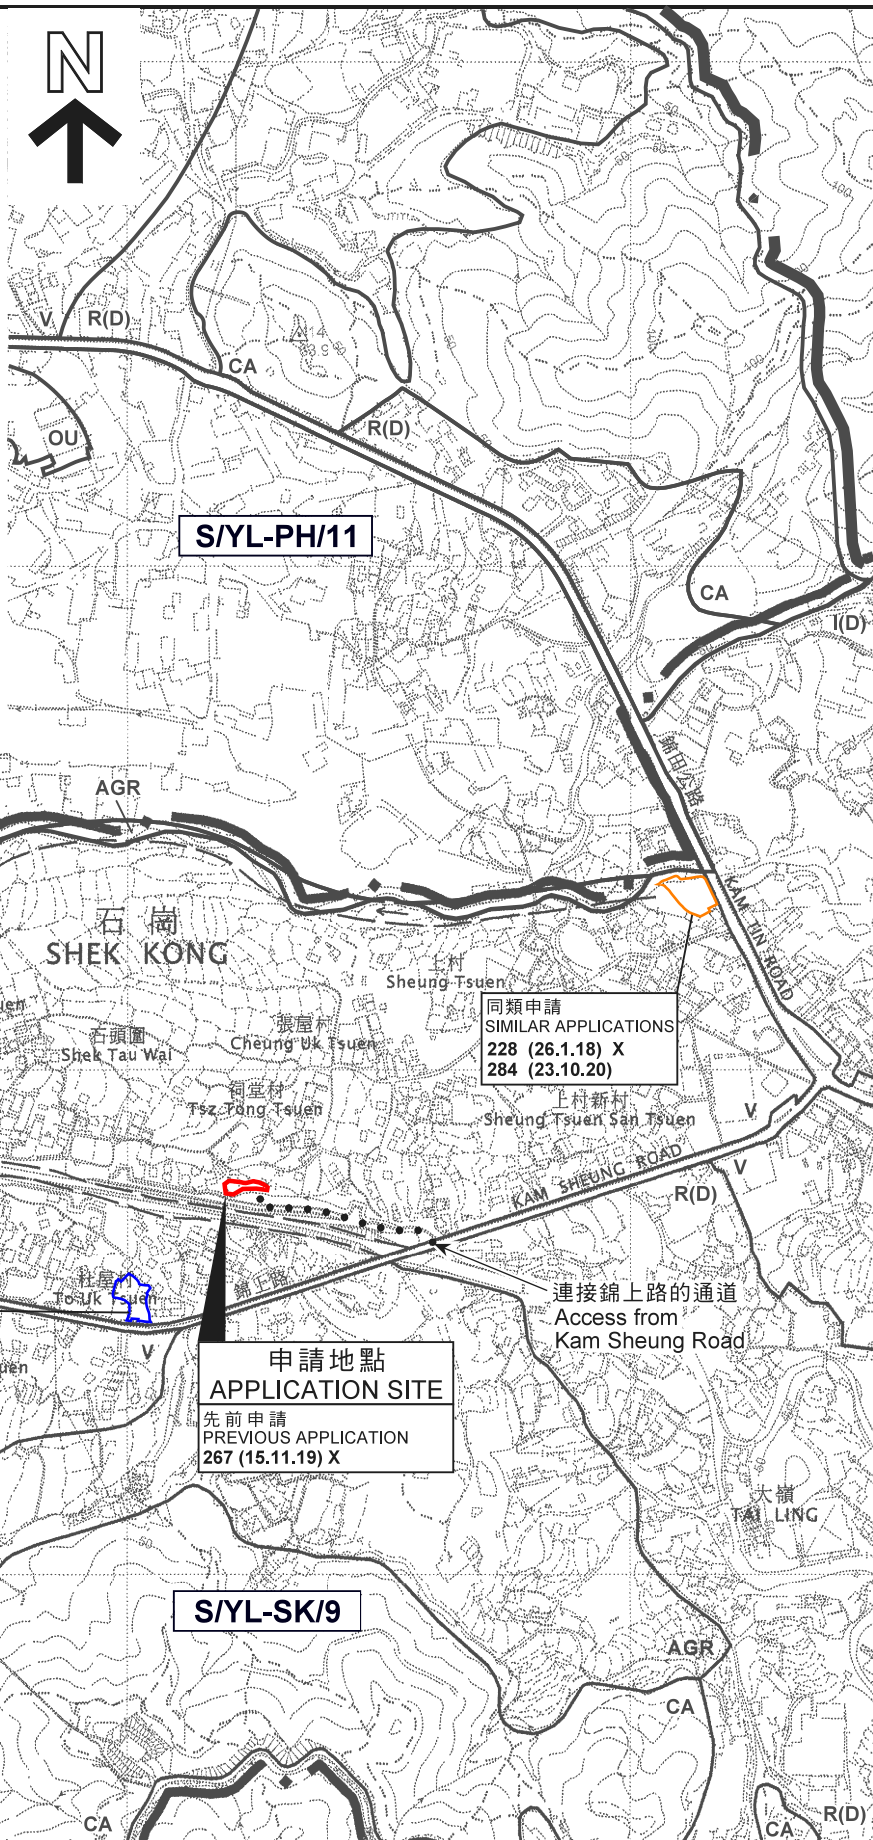 N
V
R(D)
CA
R(D)
OU
S/YL-PH/11
CA
I(D)
錦田公路
AGR
KAM TIN ROAD
石崗
SHEK KONG
上村
Sheung Tsuen
同類申請
SIMILAR APPLICATIONS
228 (26.1.18) X
284 (23.10.20)
石頭圍
Shek Tau Wai
張屋村
Cheung Uk Tsuen
祠堂村
Tsz Tong Tsuen
上村新村
Sheung Tsuen San Tsuen
V
KAM SHEUNG ROAD
V
R(D)
杜屋村
To Uk Tsuen
錦上路
連接錦上路的通道
Access from
Kam Sheung Road
V
申請地點
APPLICATION SITE
先前申請
PREVIOUS APPLICATION
267 (15.11.19) X
大嶺
TAI LING
S/YL-SK/9
AGR
CA
CA
R(D)
CA